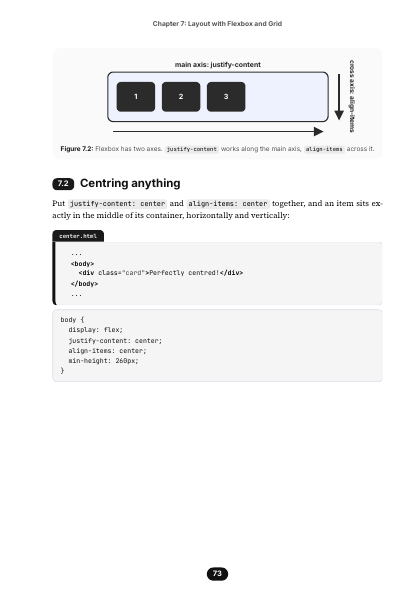 Chapter 7: Layout with Flexbox and Grid
main axis: justify-content
cross axis: align-items
1 2 3
Figure 7.2: Flexbox has two axes. justify-content works along the main axis, align-items across it.
7.2 Centring anything
Put justify-content: center and align-items: center together, and an item sits ex-
actly in the middle of its container, horizontally and vertically:
center.html
...
<body>
  <div class="card">Perfectly centred!</div>
</body>
...
body {
  display: flex;
  justify-content: center;
  align-items: center;
  min-height: 260px;
}
73